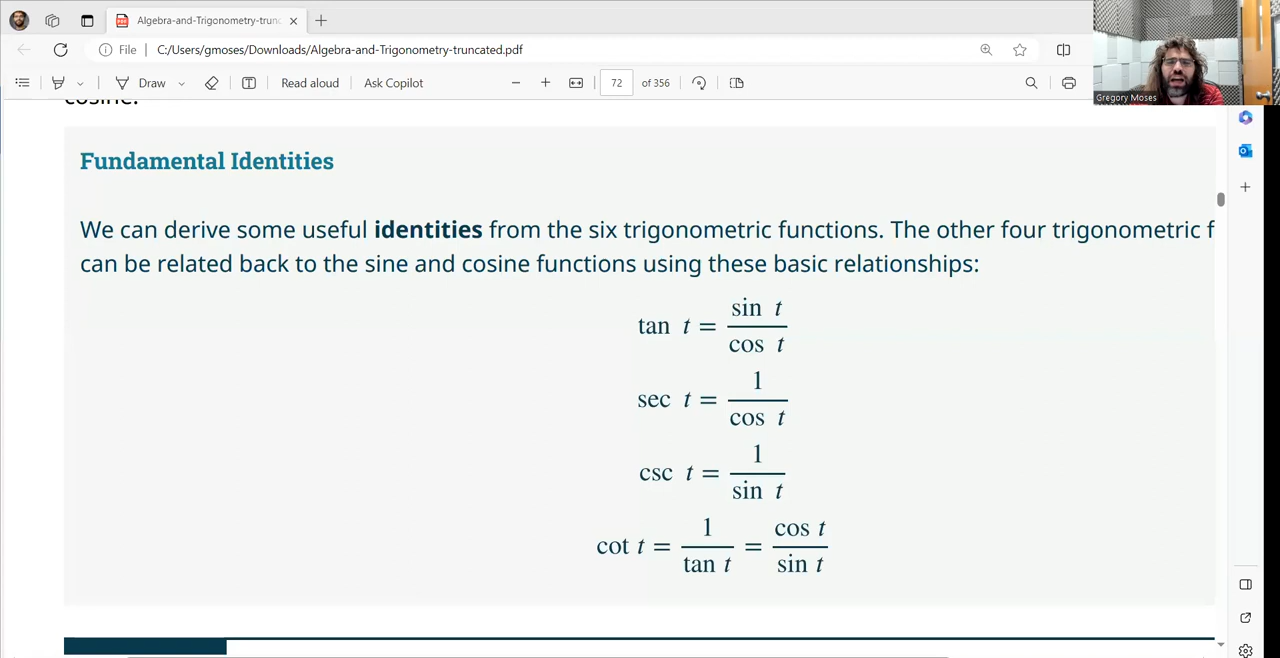 Algebra-and-Trigonometry-trunc
File | C:/Users/gmoses/Downloads/Algebra-and-Trigonometry-truncated.pdf
Draw Read aloud Ask Copilot 72 of 356
Gregory Moses
cosine.
Fundamental Identities
We can derive some useful identities from the six trigonometric functions. The other four trigonometric f
can be related back to the sine and cosine functions using these basic relationships:
tan t = sin t / cos t
sec t = 1 / cos t
csc t = 1 / sin t
cot t = 1 / tan t = cos t / sin t